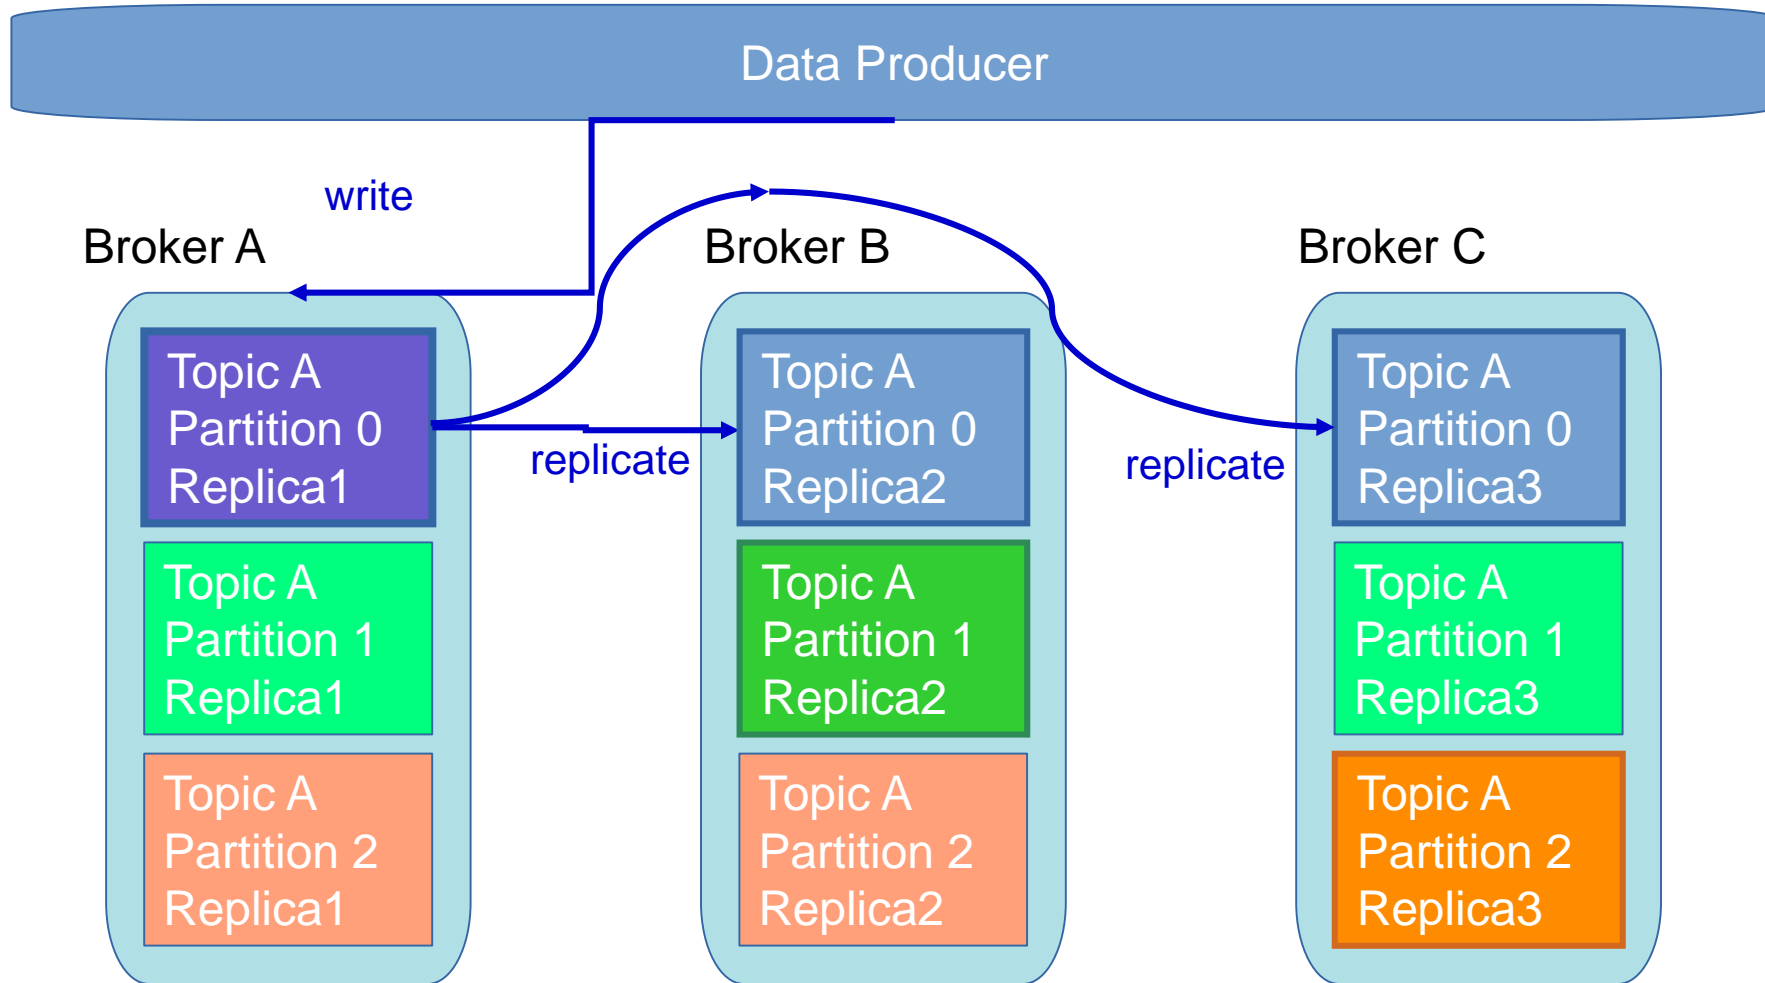 Data Producer
write
Broker A
Broker B
Broker C
Topic A
Partition 0
Replica1
replicate
Topic A
Partition 0
Replica2
replicate
Topic A
Partition 0
Replica3
Topic A
Partition 1
Replica1
Topic A
Partition 1
Replica2
Topic A
Partition 1
Replica3
Topic A
Partition 2
Replica1
Topic A
Partition 2
Replica2
Topic A
Partition 2
Replica3